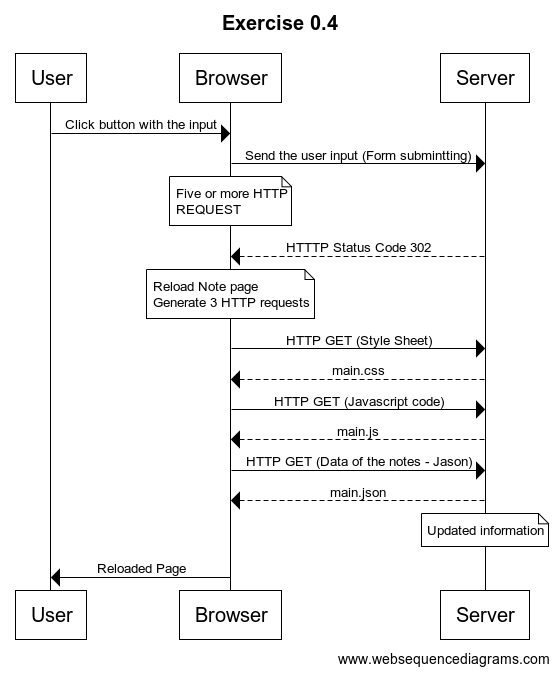 Exercise 0.4
User
Browser
Server
Click button with the input
Send the user input (Form submintting)
Five or more HTTP
REQUEST
HTTTP Status Code 302
Reload Note page
Generate 3 HTTP requests
HTTP GET (Style Sheet)
main.css
HTTP GET (Javascript code)
main.js
HTTP GET (Data of the notes - Jason)
main.json
Updated information
Reloaded Page
User
Browser
Server
www.websequencediagrams.com